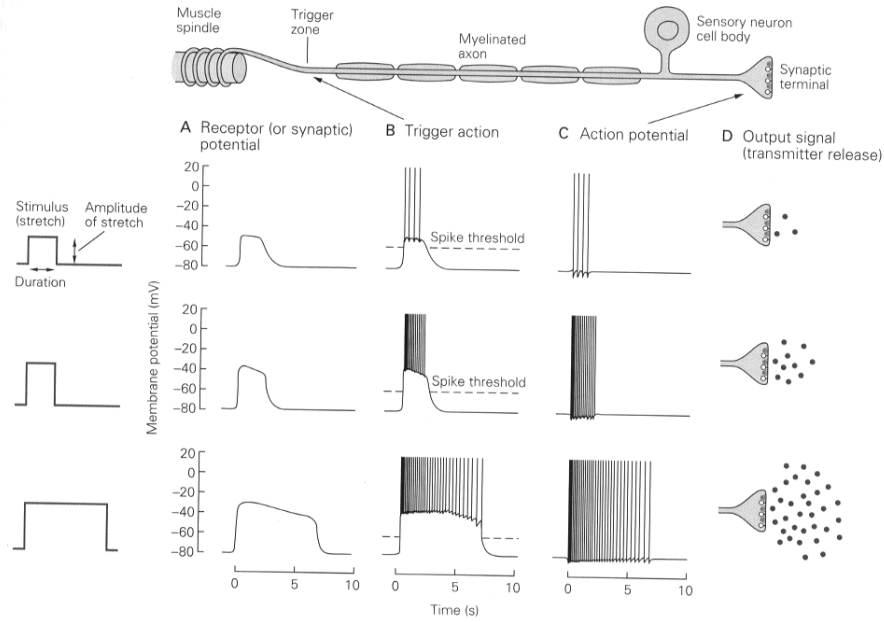 Muscle
spindle
Trigger
zone
Myelinated
axon
Sensory neuron
cell body
Synaptic
terminal
A Receptor (or synaptic)
potential
B Trigger action
C Action potential
D Output signal
(transmitter release)
Stimulus
(stretch)
Amplitude
of stretch
Duration
Membrane potential (mV)
20
0
−20
−40
−60
−80
Spike threshold
20
0
−20
−40
−60
−80
Spike threshold
20
0
−20
−40
−60
−80
0 5 10
0 5 10
0 5 10
Time (s)